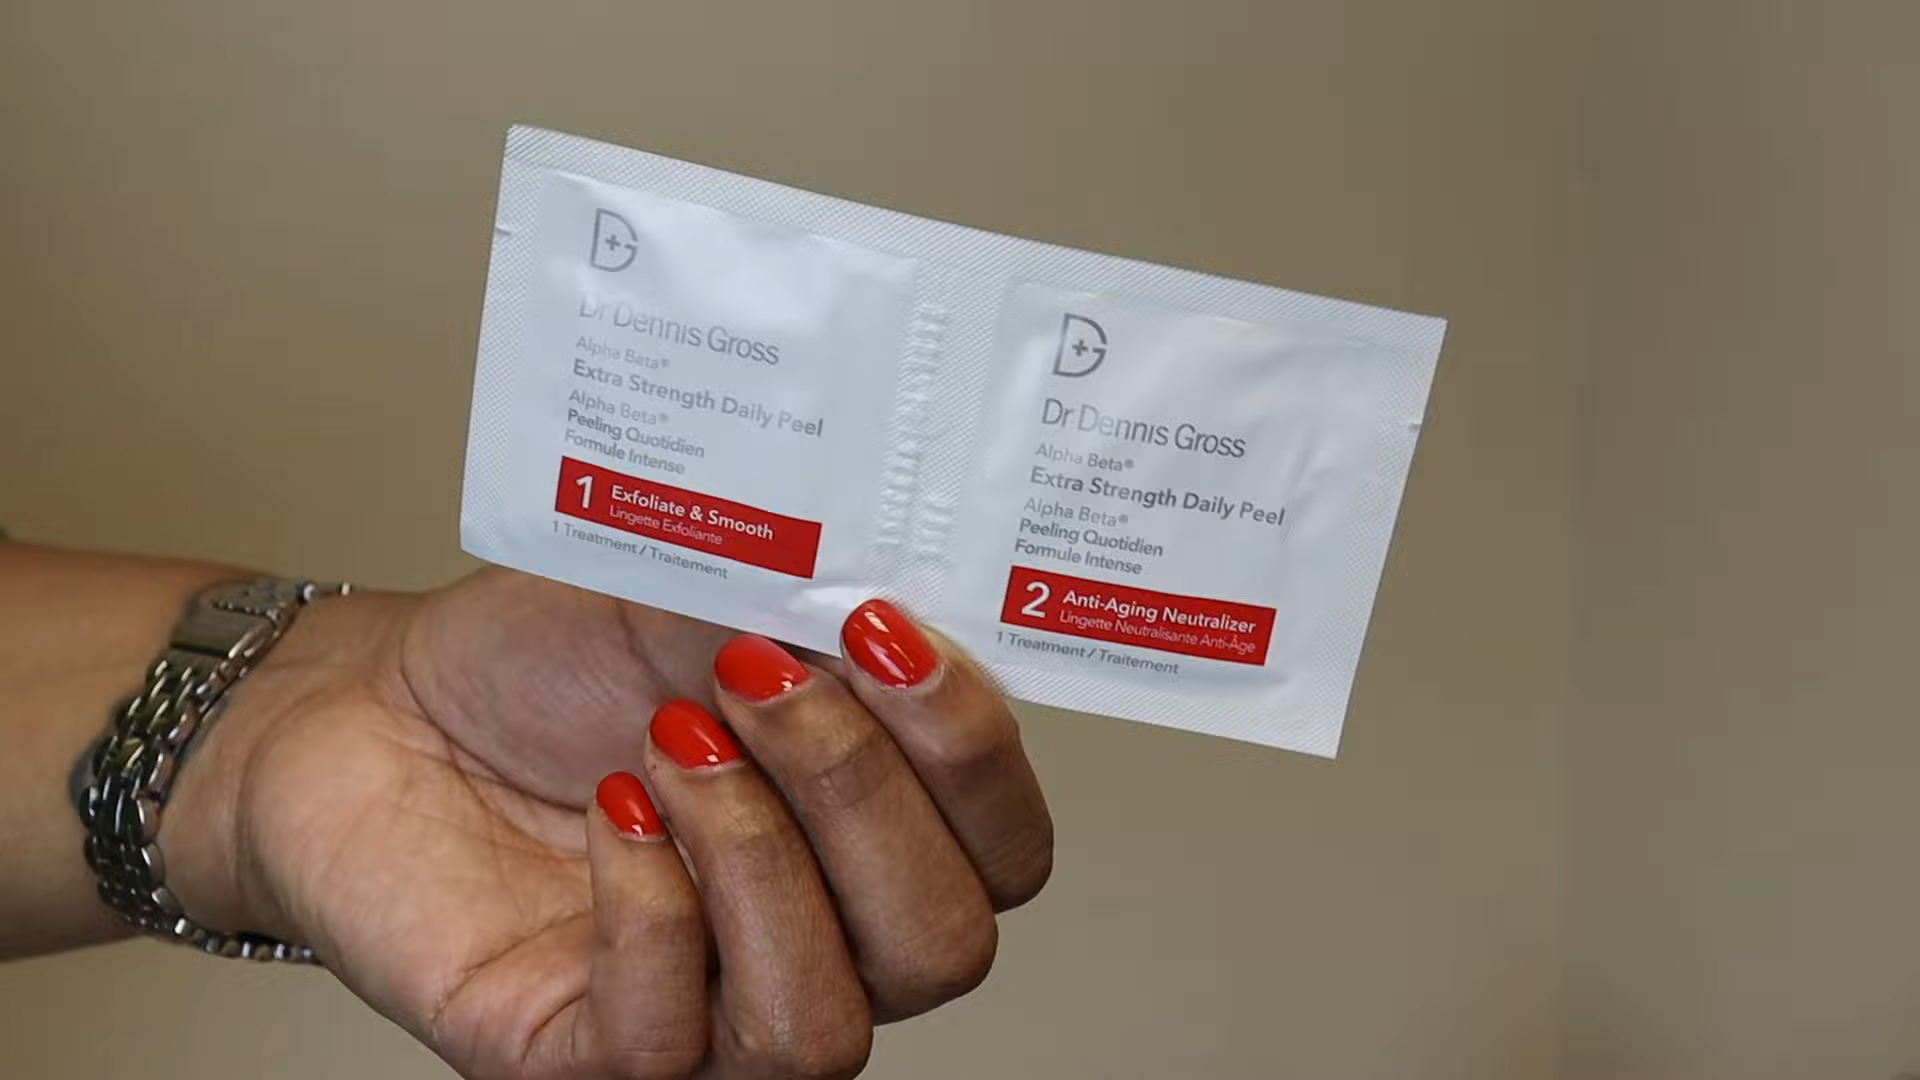 DG
Dr Dennis Gross
Alpha Beta®
Extra Strength Daily Peel
Alpha Beta®
Peeling Quotidien
Formule Intense
1 Exfoliate & Smooth
Lingette Exfoliante
1 Treatment / Traitement
DG
Dr Dennis Gross
Alpha Beta®
Extra Strength Daily Peel
Alpha Beta®
Peeling Quotidien
Formule Intense
2 Anti-Aging Neutralizer
Lingette Neutralisante Anti-Âge
1 Treatment / Traitement